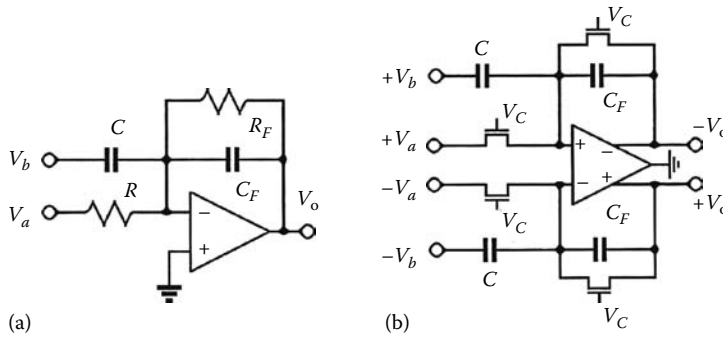 V_C
C
+V_b
C_F
R_F
C
V_C
-V_o
V_b
+V_a
+
−
R
C_F
V_o
−V_a
−
+
V_a
C_F
+V_o
−
V_C
+
−V_b
C
V_C
(a)
(b)